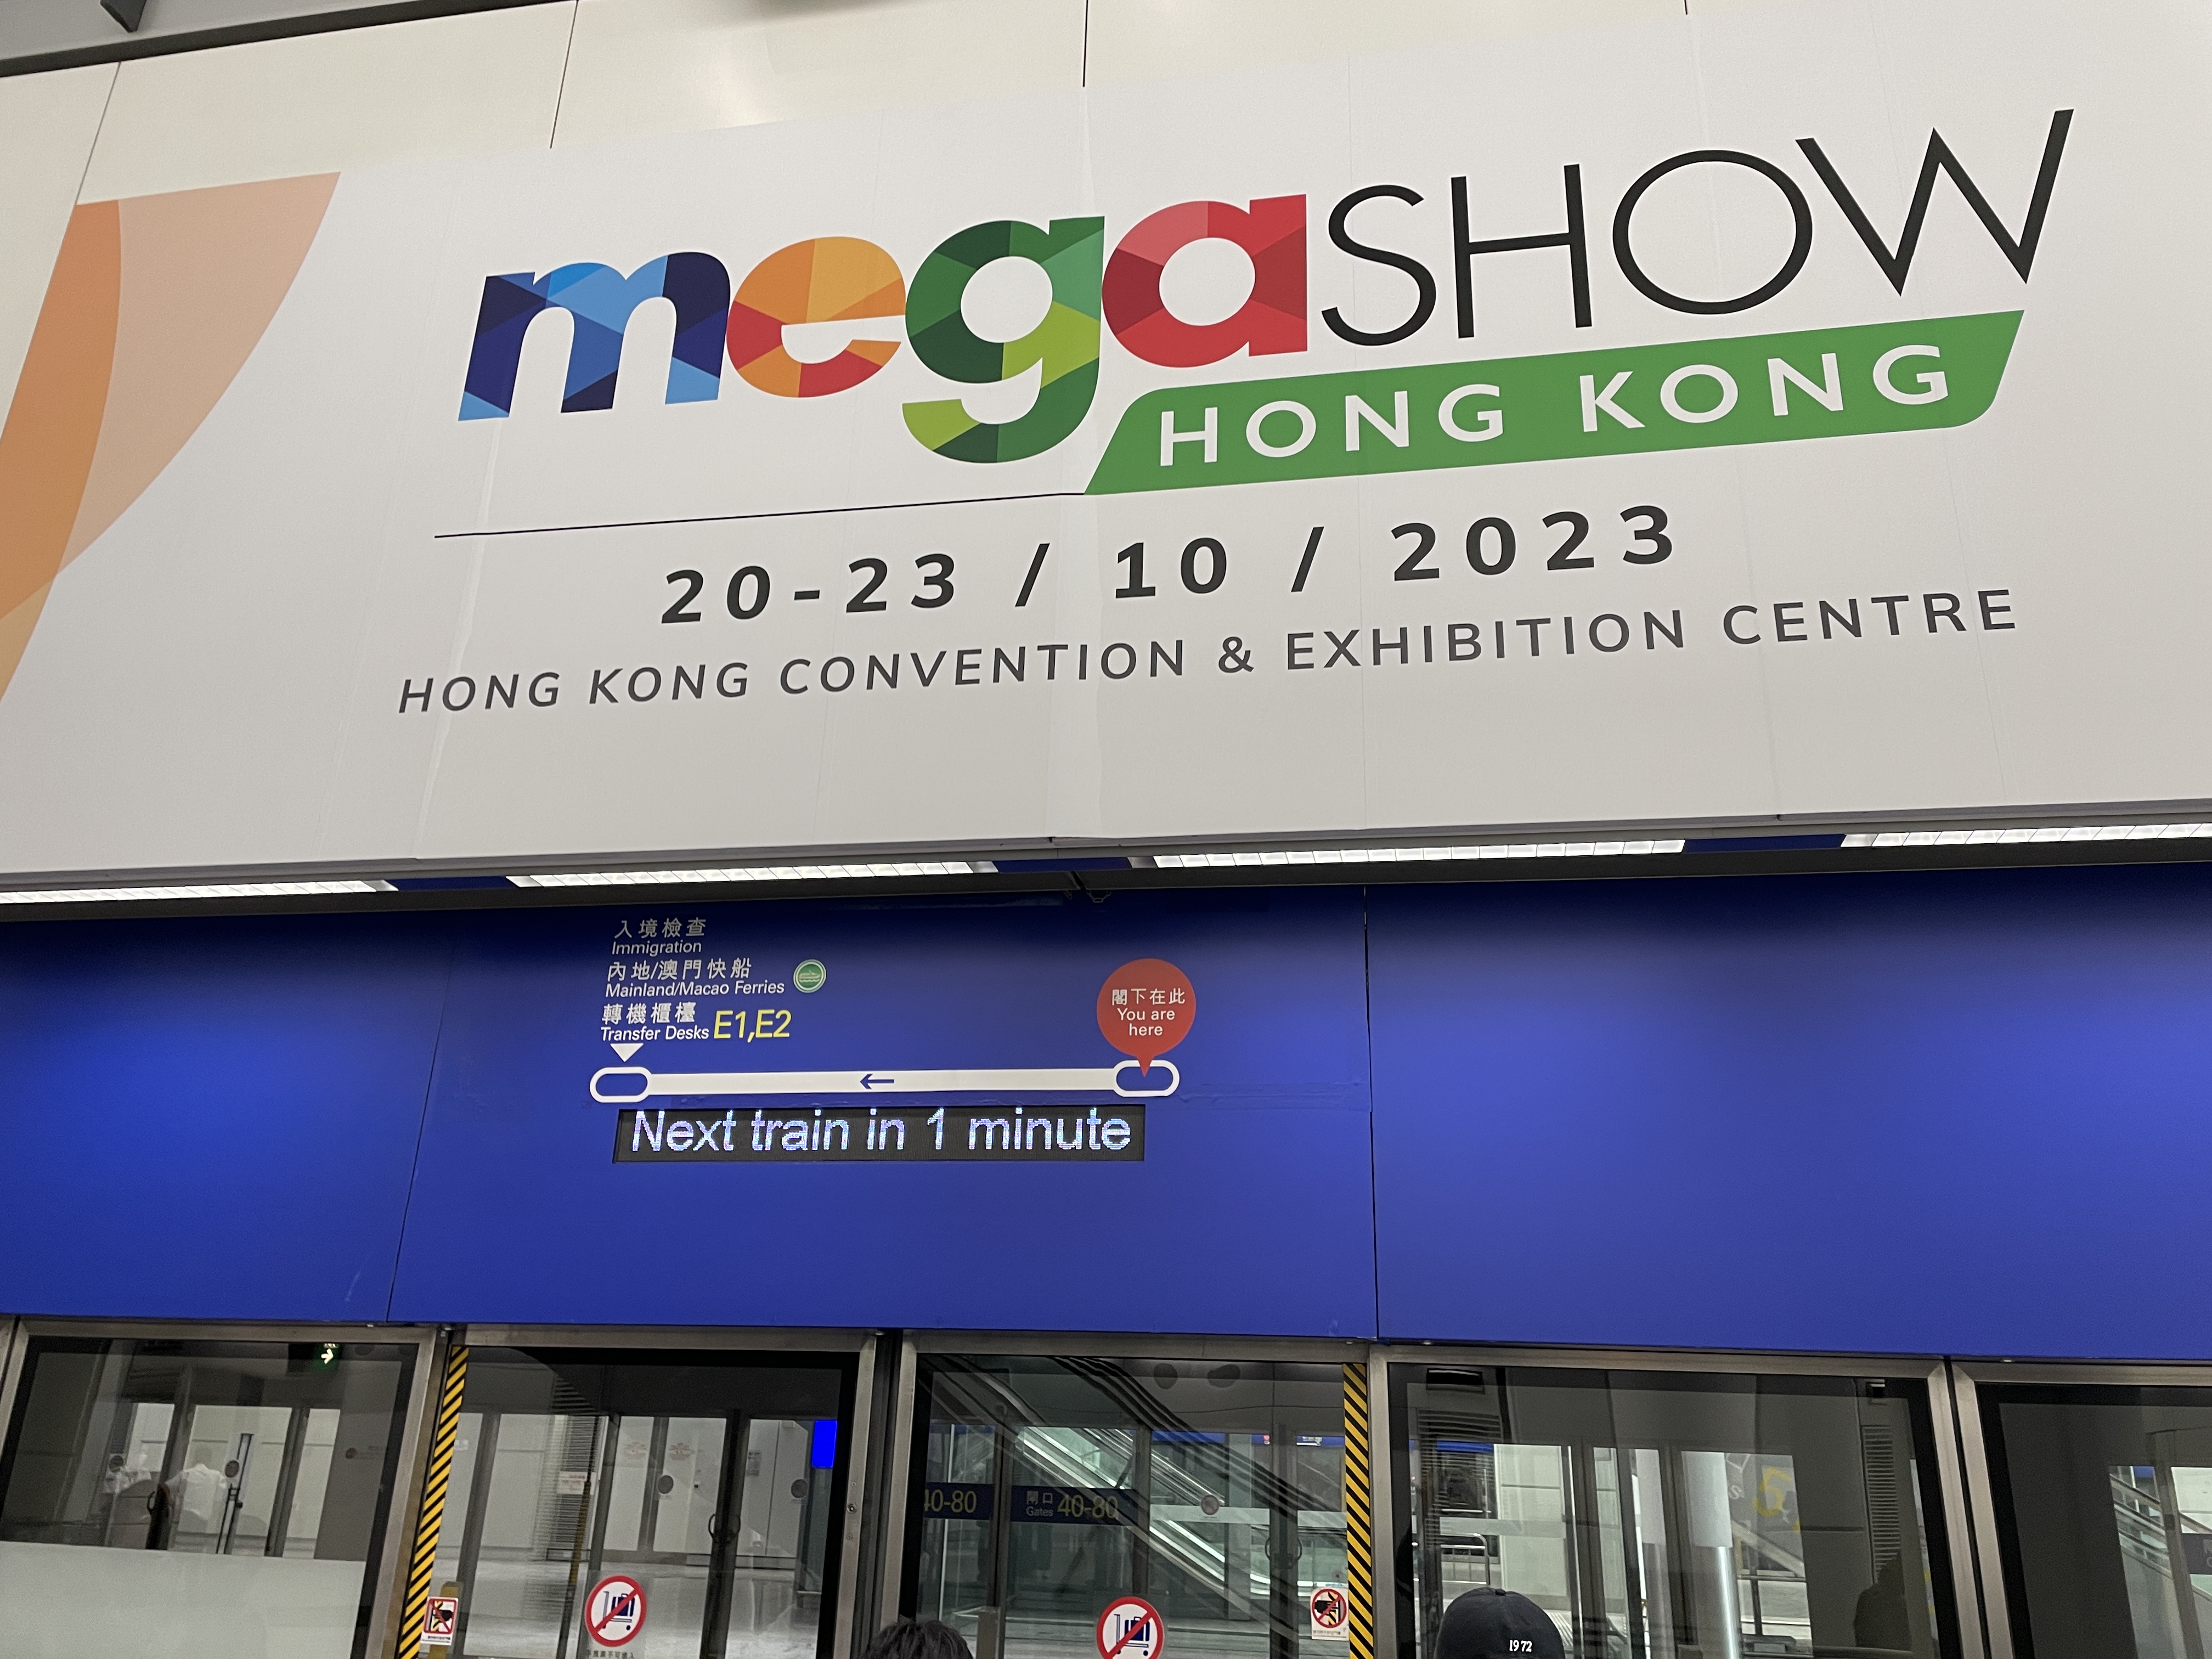 megaSHOW
HONG KONG
20-23 / 10 / 2023
HONG KONG CONVENTION & EXHIBITION CENTRE
入境檢查
Immigration
內地/澳門快船
Mainland/Macao Ferries
轉機櫃檯
Transfer Desks E1,E2
閣下在此
You are
here
Next train in 1 minute
40-80
閘口
Gates 40-80
1972